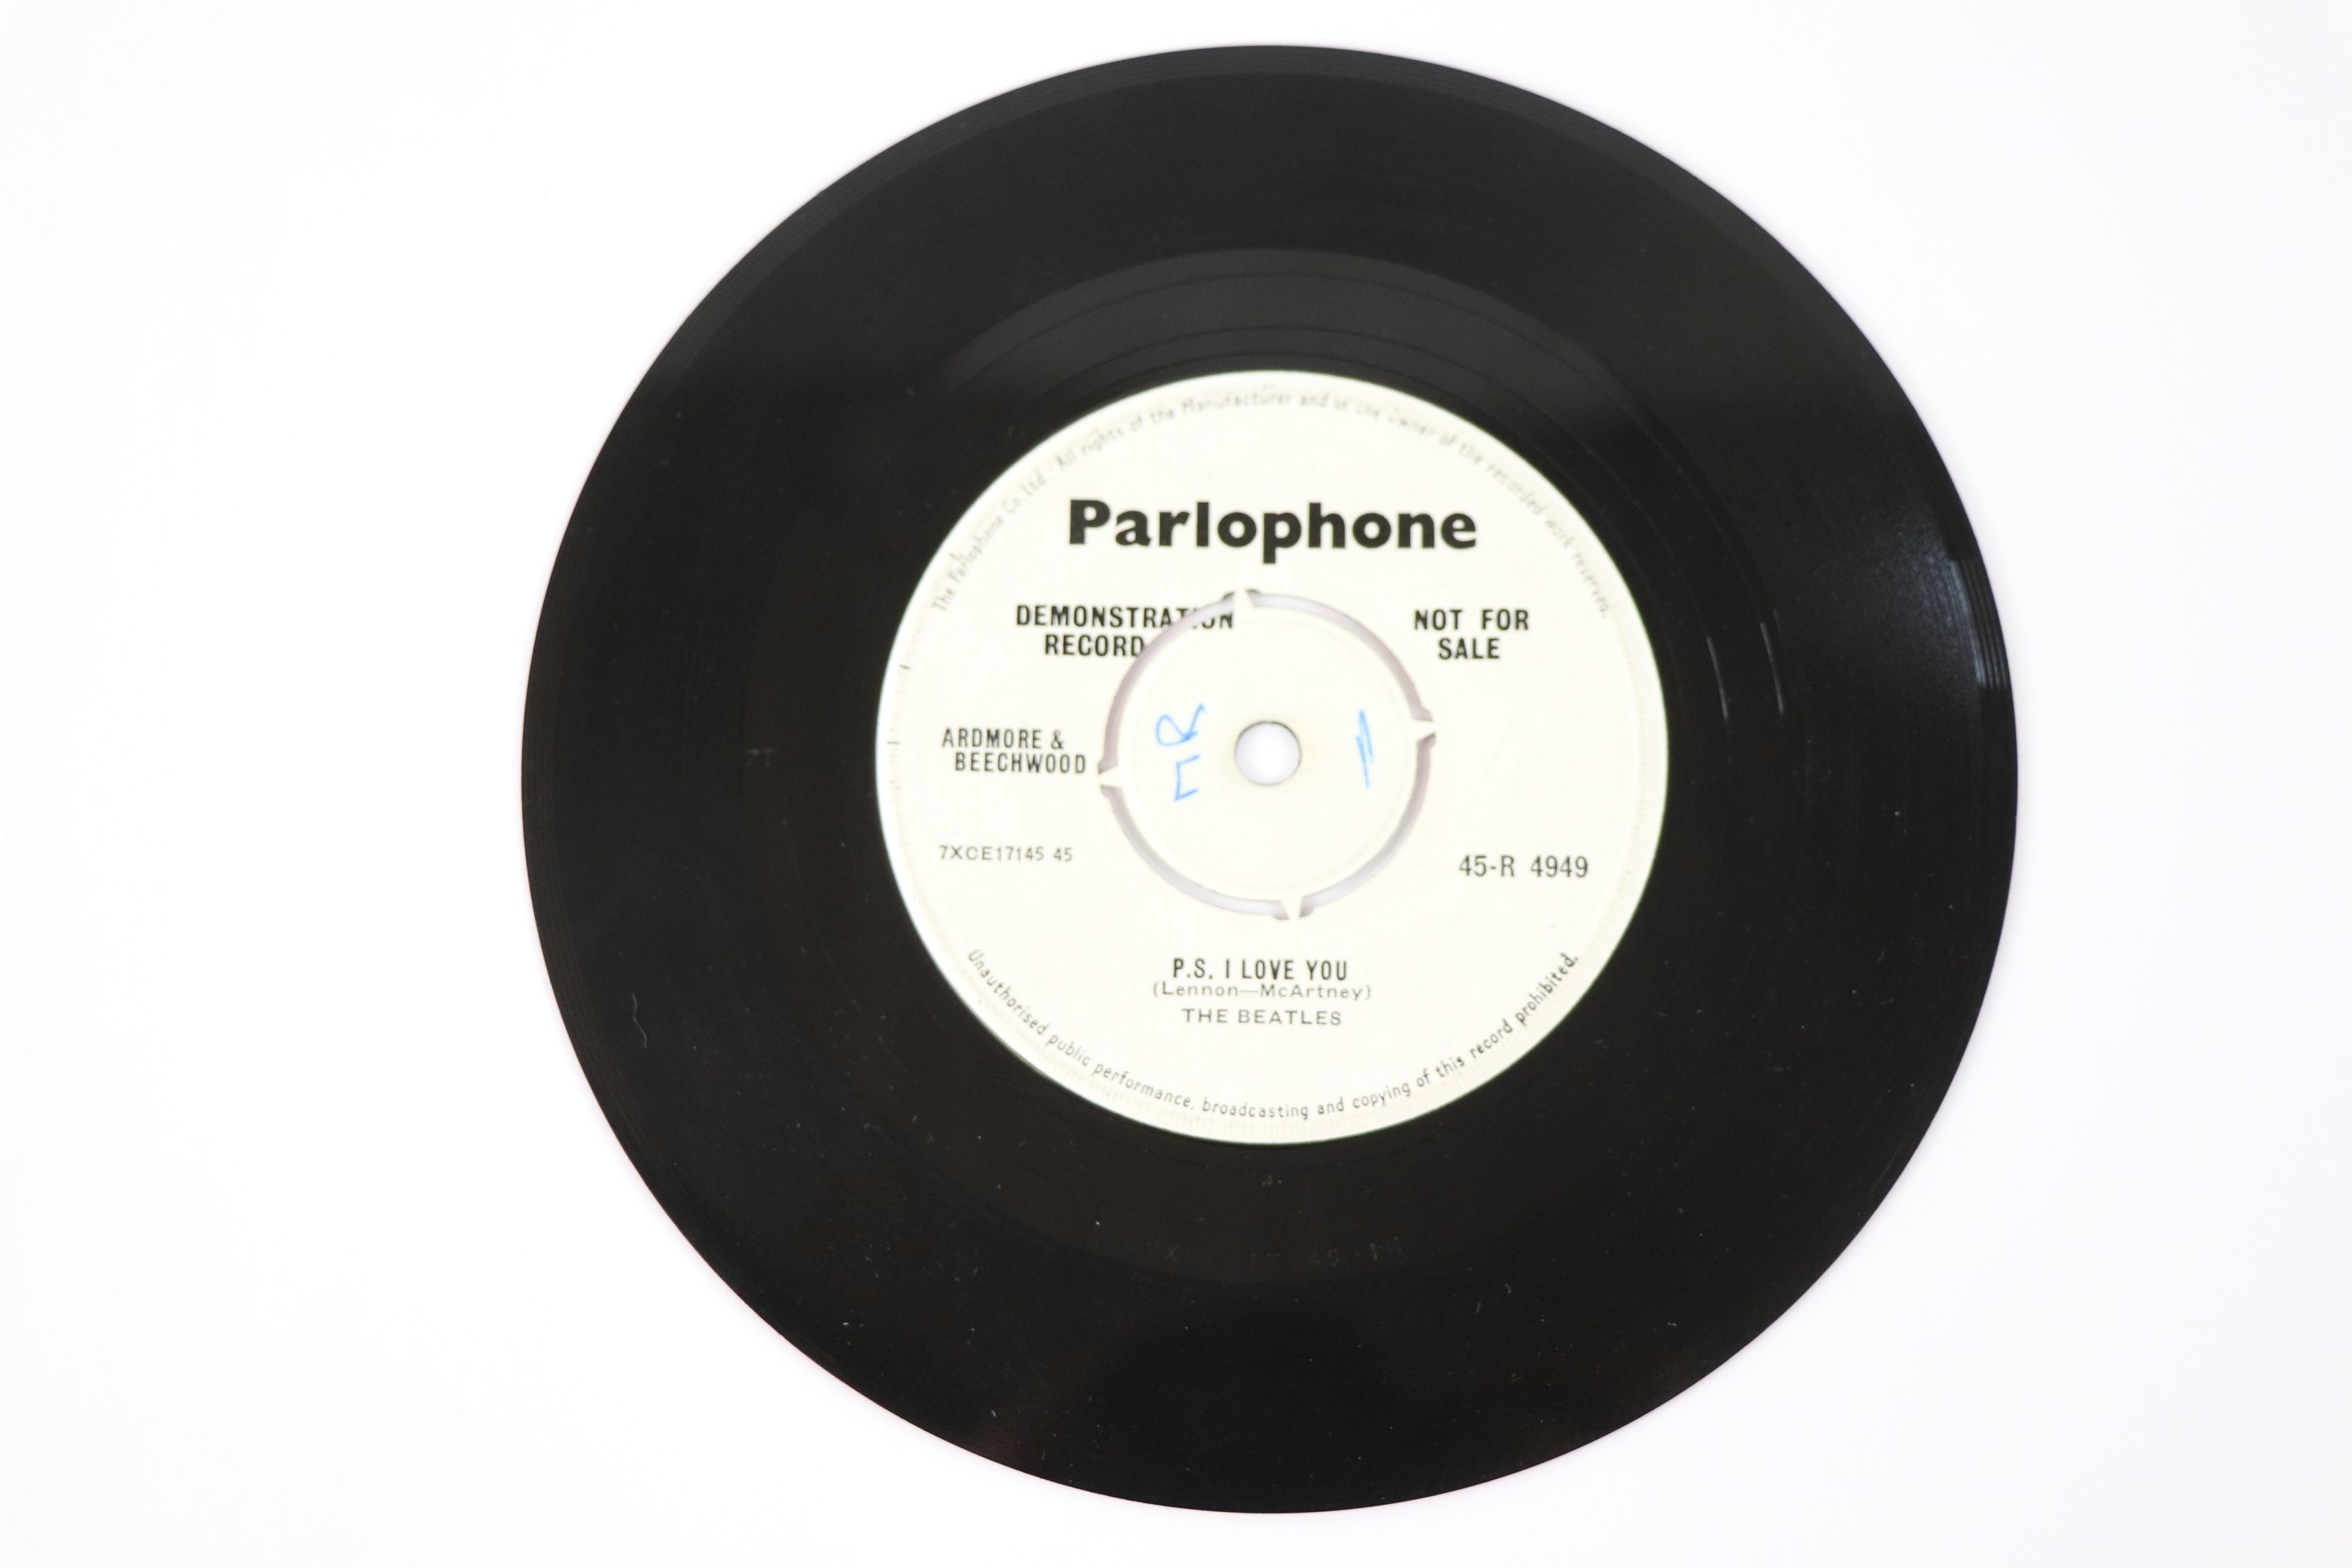 The Parlophone Co Ltd. All rights of the Manufacturer and of the Owner of the recorded work reserved.
Parlophone
DEMONSTRATION
RECORD
NOT FOR
SALE
ARDMORE &
BEECHWOOD
7XCE17145 45
45-R 4949
P.S. I LOVE YOU
(Lennon—McArtney)
THE BEATLES
Unauthorised public performance, broadcasting and copying of this record prohibited.